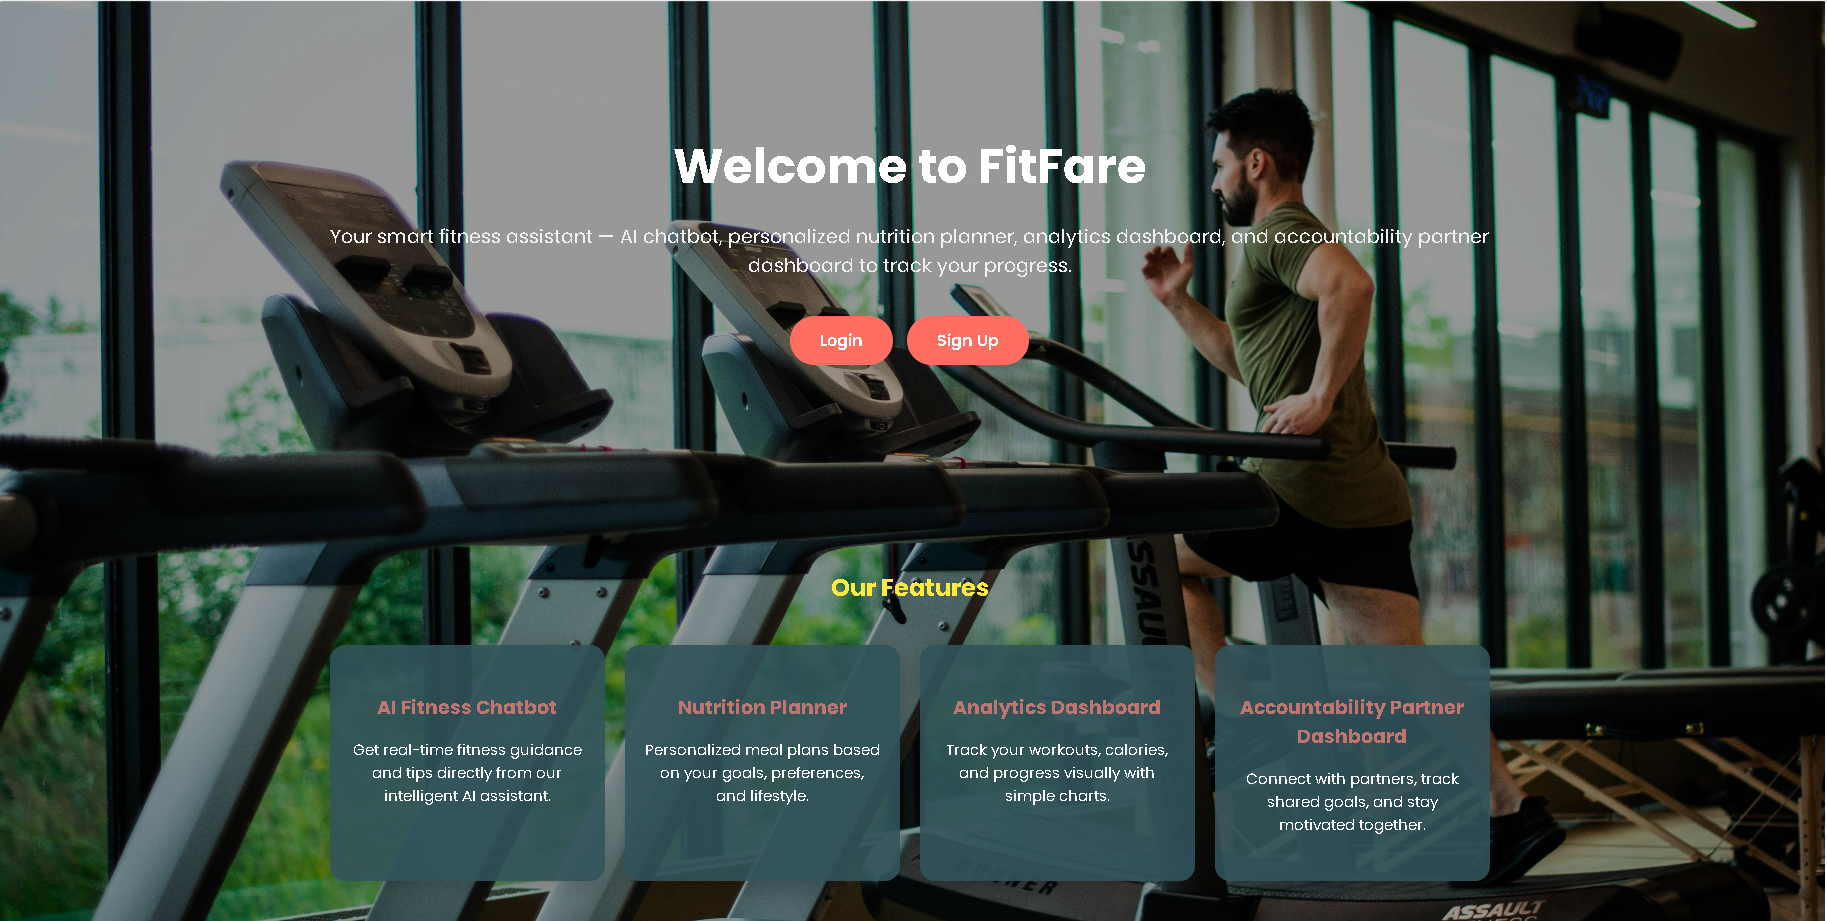 Welcome to FitFare
Your smart fitness assistant — AI chatbot, personalized nutrition planner, analytics dashboard, and accountability partner
dashboard to track your progress.
Login
Sign Up
Our Features
AI Fitness Chatbot
Get real-time fitness guidance
and tips directly from our
intelligent AI assistant.
Nutrition Planner
Personalized meal plans based
on your goals, preferences,
and lifestyle.
Analytics Dashboard
Track your workouts, calories,
and progress visually with
simple charts.
Accountability Partner
Dashboard
Connect with partners, track
shared goals, and stay
motivated together.
ASSAULT